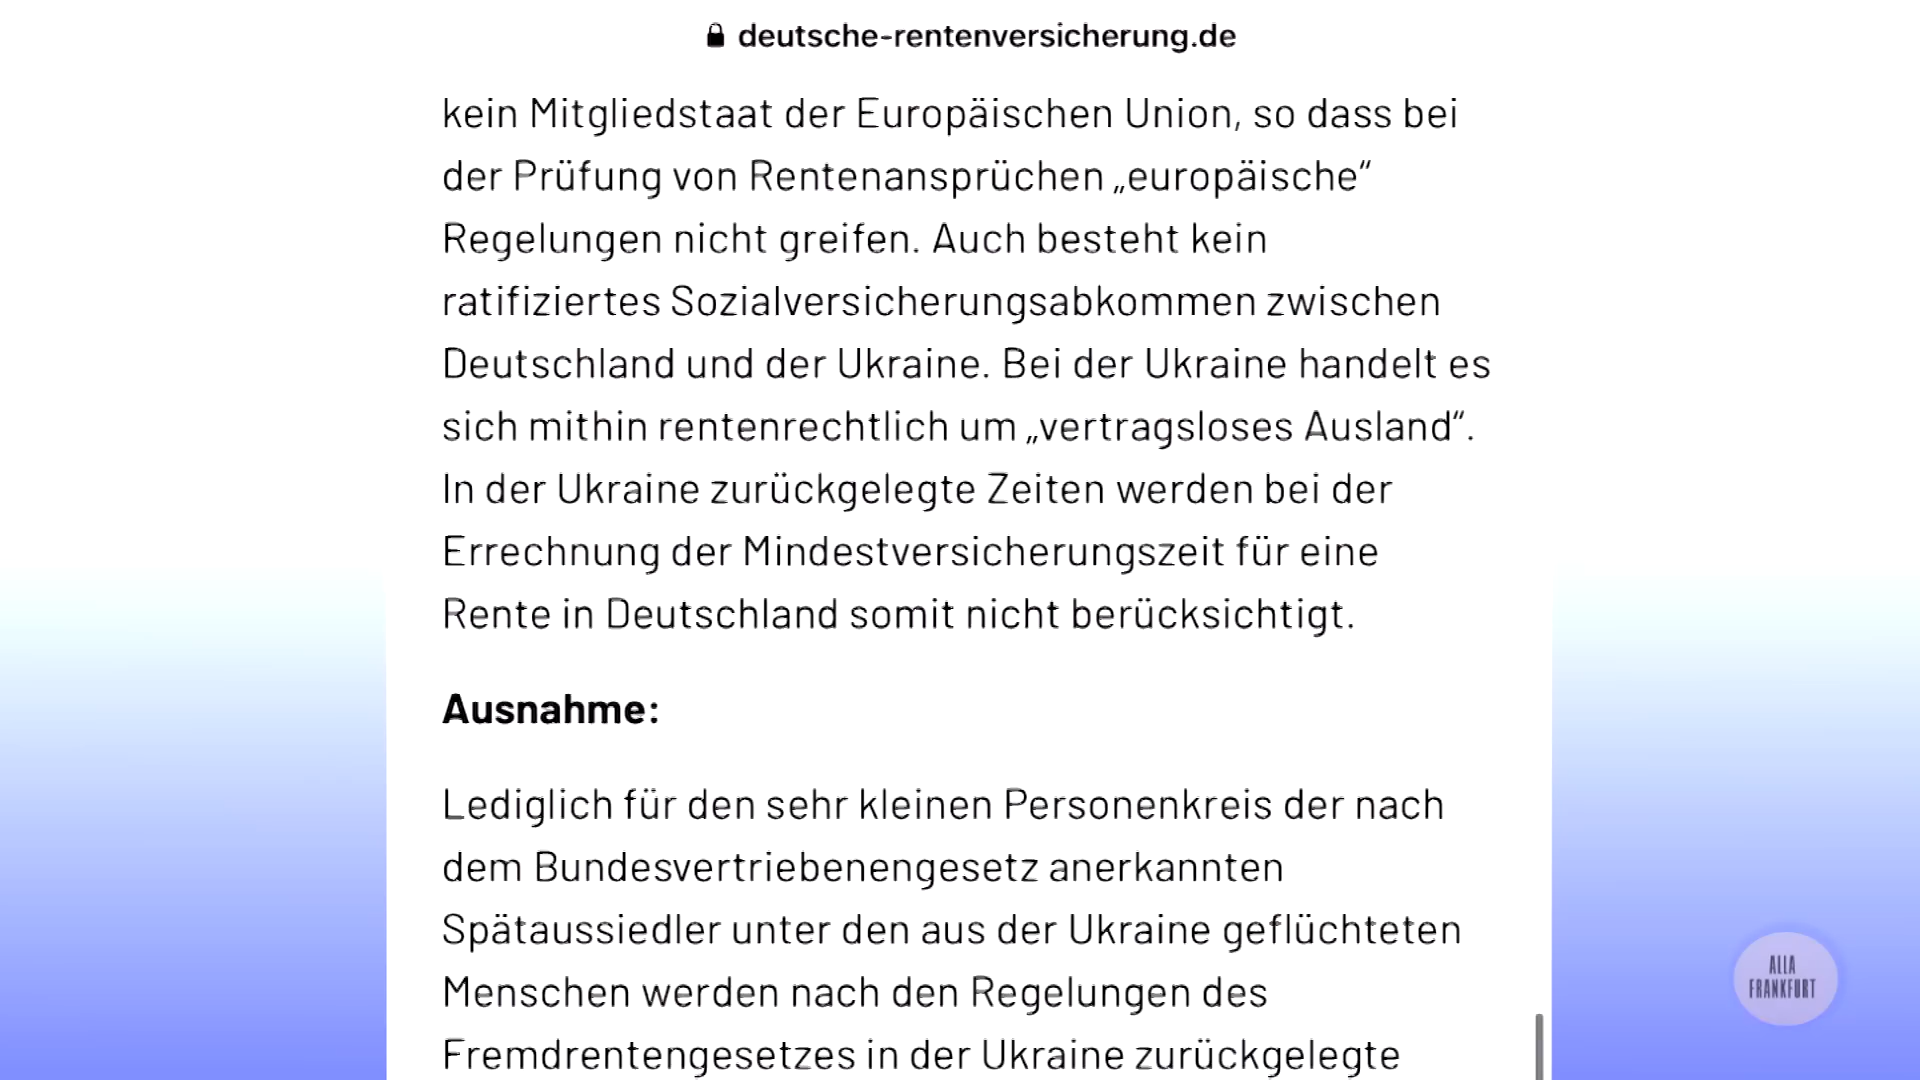 deutsche-rentenversicherung.de
kein Mitgliedstaat der Europäischen Union, so dass bei
der Prüfung von Rentenansprüchen „europäische“
Regelungen nicht greifen. Auch besteht kein
ratifiziertes Sozialversicherungsabkommen zwischen
Deutschland und der Ukraine. Bei der Ukraine handelt es
sich mithin rentenrechtlich um „vertragsloses Ausland“.
In der Ukraine zurückgelegte Zeiten werden bei der
Errechnung der Mindestversicherungszeit für eine
Rente in Deutschland somit nicht berücksichtigt.
Ausnahme:
Lediglich für den sehr kleinen Personenkreis der nach
dem Bundesvertriebenengesetz anerkannten
Spätaussiedler unter den aus der Ukraine geflüchteten
Menschen werden nach den Regelungen des
Fremdrentengesetzes in der Ukraine zurückgelegte
ALLA
FRANKFURT